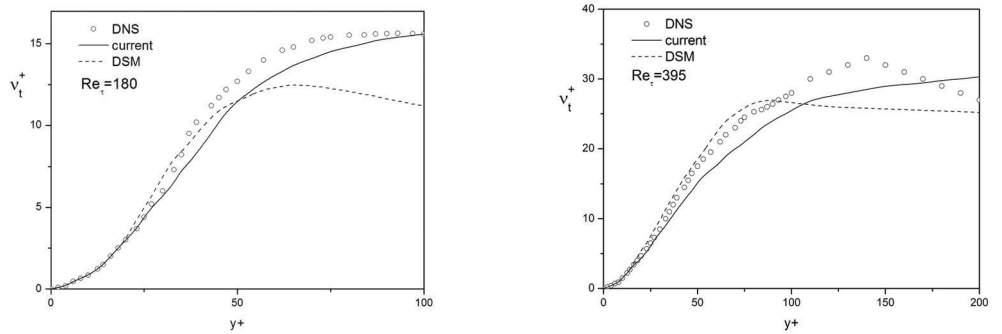 DNS
current
DSM
Reτ=180
νt+
15
10
5
0
0
50
100
y+
DNS
current
DSM
Reτ=395
νt+
40
30
20
10
0
0
50
100
150
200
y+